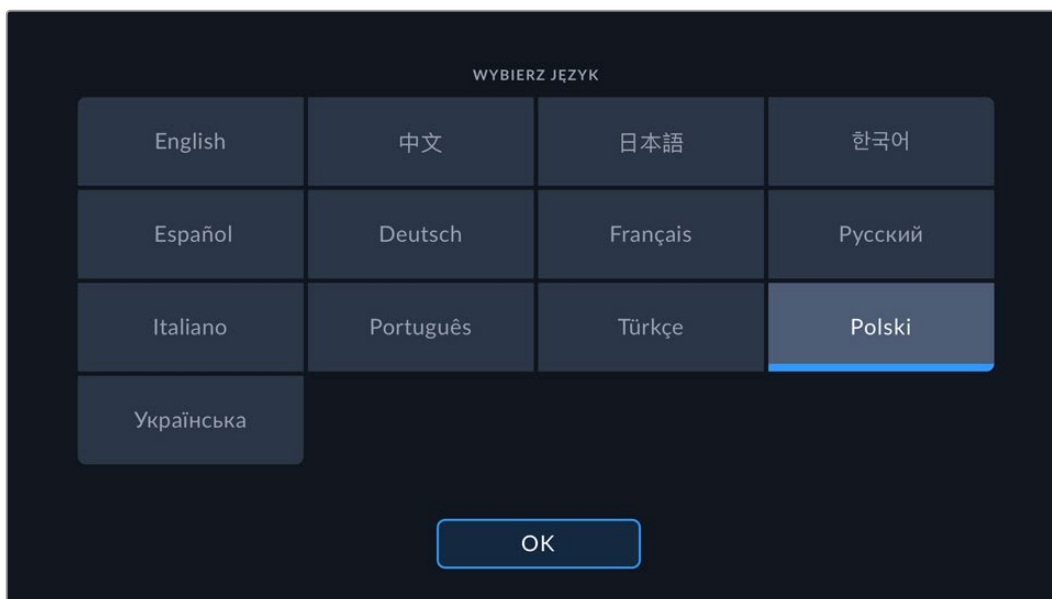 WYBIERZ JĘZYK
English
中文
日本語
한국어
Español
Deutsch
Français
Русский
Italiano
Português
Türkçe
Polski
Українська
OK